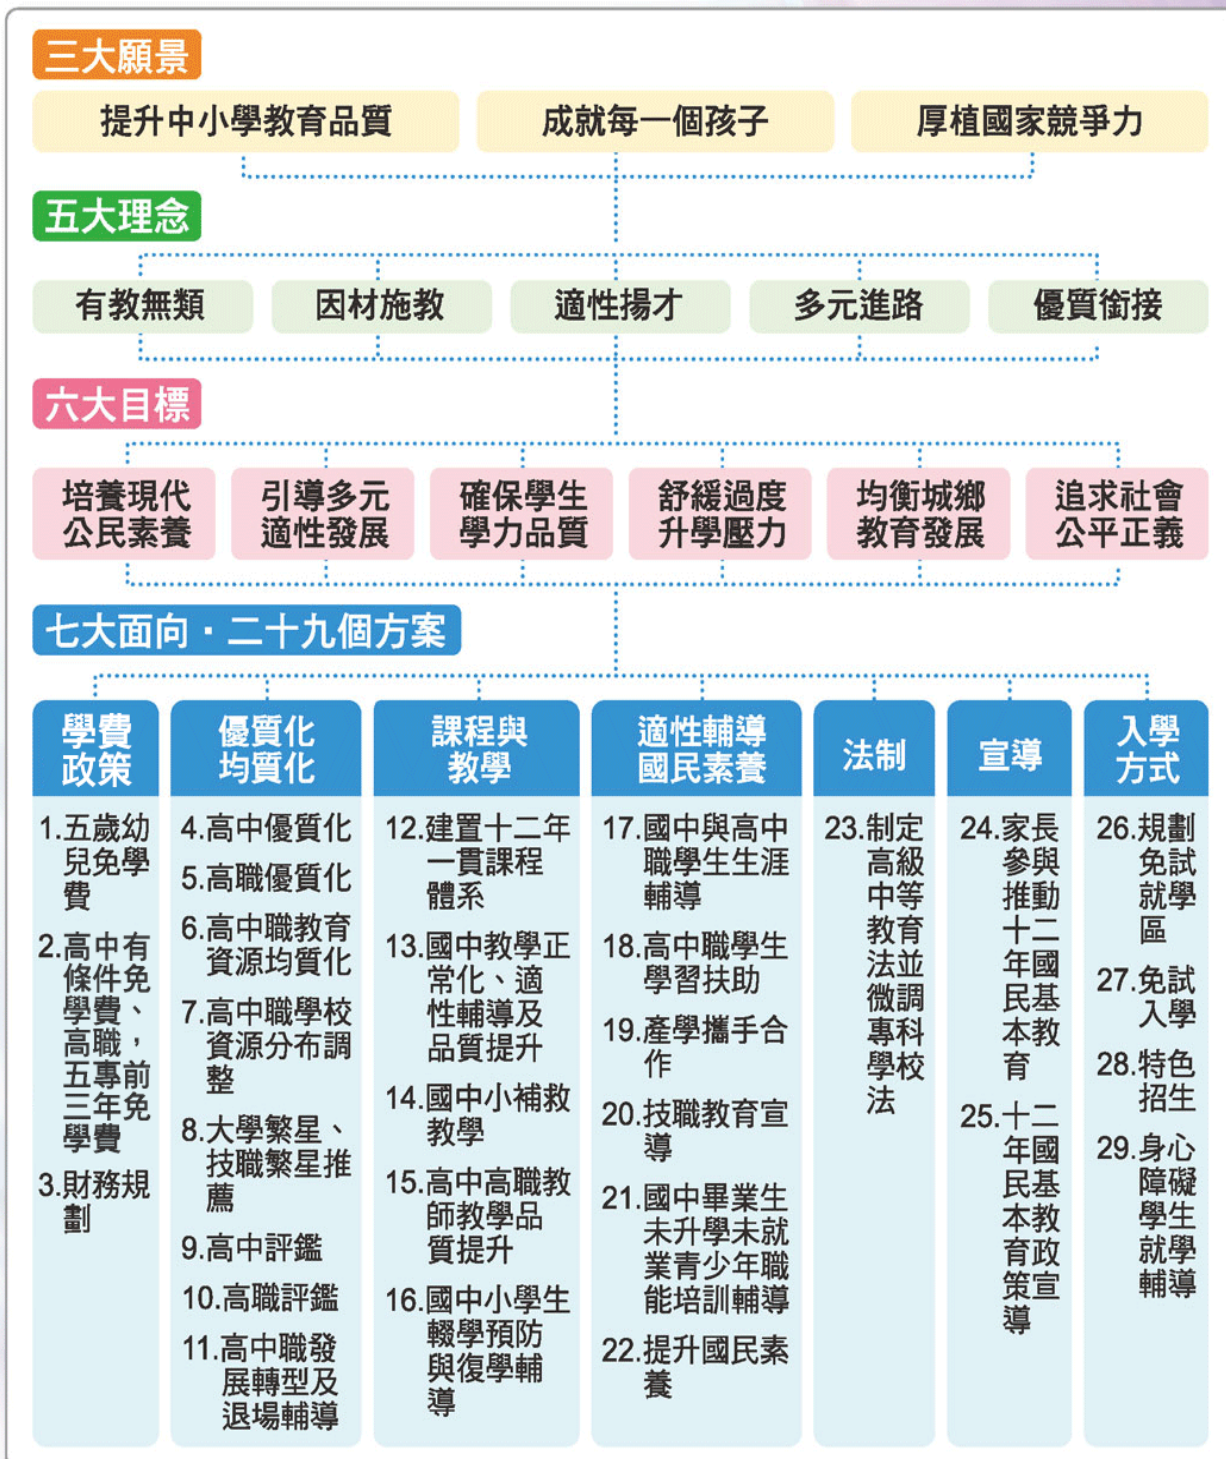 三大願景
提升中小學教育品質
成就每一個孩子
厚植國家競爭力
五大理念
有教無類
因材施教
適性揚才
多元進路
優質銜接
六大目標
培養現代
公民素養
引導多元
適性發展
確保學生
學力品質
舒緩過度
升學壓力
均衡城鄉
教育發展
追求社會
公平正義
七大面向・二十九個方案
學費
政策
1.五歲幼
兒免學
費
2.高中有
條件免
學費、
高職，
五專前
三年免
學費
3.財務規
劃
優質化
均質化
4.高中優質化
5.高職優質化
6.高中職教育
資源均質化
7.高中職學校
資源分布調
整
8.大學繁星、
技職繁星推
薦
9.高中評鑑
10.高職評鑑
11.高中職發
展轉型及
退場輔導
課程與
教學
12.建置十二年
一貫課程
體系
13.國中教學正
常化、適
性輔導及
品質提升
14.國中小補救
教學
15.高中高職教
師教學品
質提升
16.國中小學生
輟學預防
與復學輔
導
適性輔導
國民素養
17.國中與高中
職學生生涯
輔導
18.高中職學生
學習扶助
19.產學攜手合
作
20.技職教育宣
導
21.國中畢業生
未升學未就
業青少年職
能培訓輔導
22.提升國民素
養
法制
23.制定
高級
中等
教育
法並
微調
專科
學校
法
宣導
24.家長
參與
推動
十二
年國
民基
本教
育
25.十二
年國
民基
本教
育政
策宣
導
入學
方式
26.規劃
免試
就學
區
27.免試
入學
28.特色
招生
29.身心
障礙
學生
就學
輔導